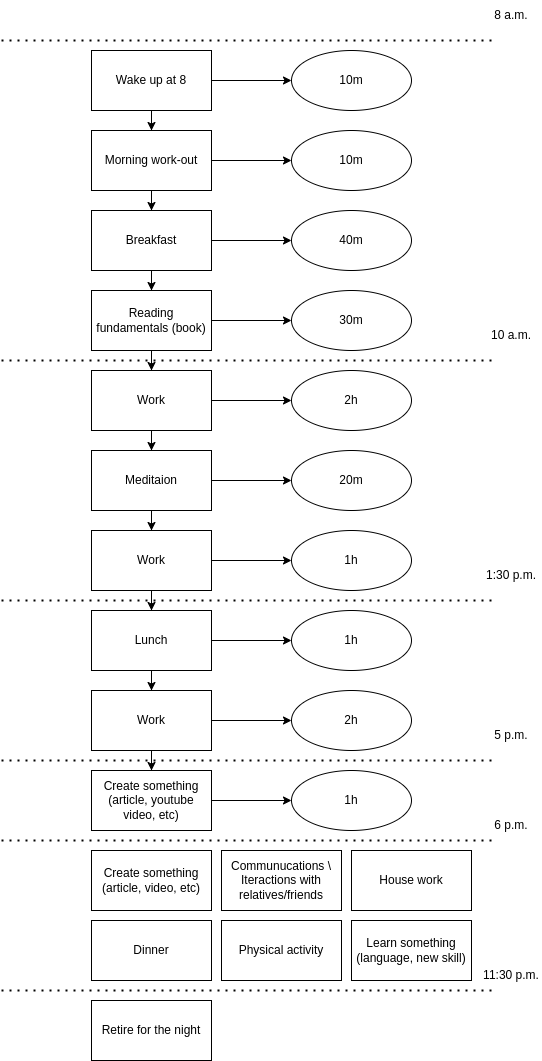 8 a.m.
Wake up at 8
10m
Morning work-out
10m
Breakfast
40m
Reading
fundamentals (book)
30m
10 a.m.
Work
2h
Meditaion
20m
Work
1h
1:30 p.m.
Lunch
1h
Work
2h
5 p.m.
Create something
(article, youtube
video, etc)
1h
6 p.m.
Create something
(article, video, etc)
Communucations \
Iteractions with
relatives/friends
House work
Dinner
Physical activity
Learn something
(language, new skill)
11:30 p.m.
Retire for the night